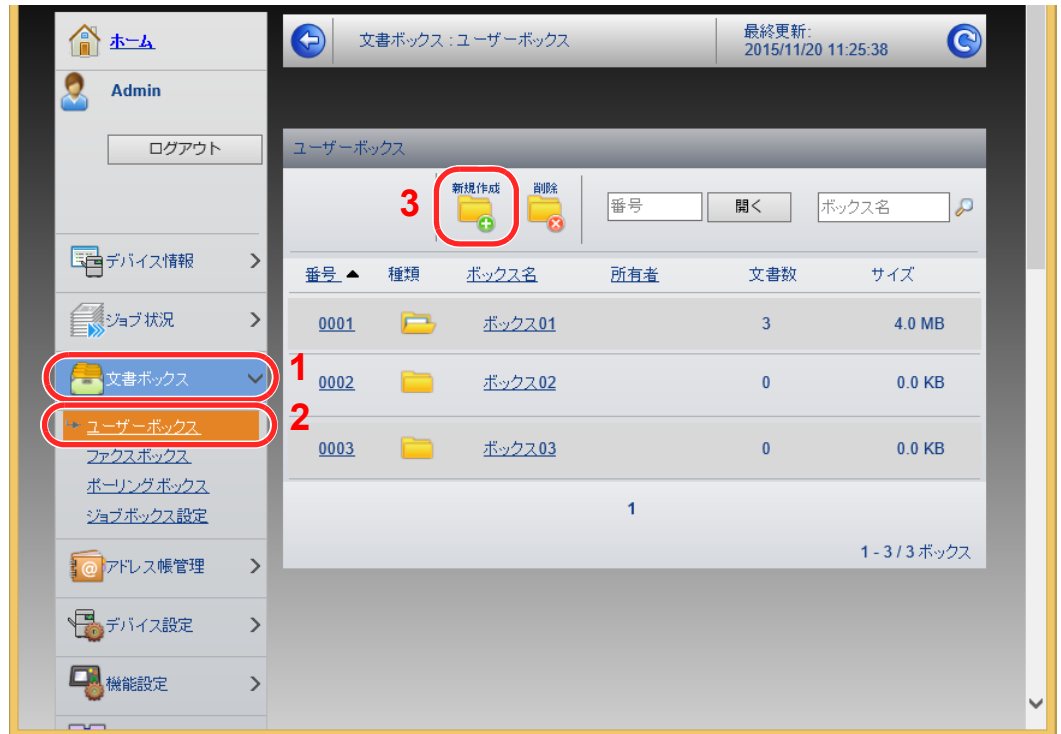 ホーム
Admin
ログアウト
デバイス情報
ジョブ状況
文書ボックス
1
ユーザーボックス
2
ファクスボックス
ポーリングボックス
ジョブボックス設定
アドレス帳管理
デバイス設定
機能設定
文書ボックス : ユーザーボックス
最終更新:
2015/11/20 11:25:38
ユーザーボックス
3 新規作成 削除 番号 開く ボックス名
番号 ▲ 種類 ボックス名 所有者 文書数 サイズ
0001 ボックス01 3 4.0 MB
0002 ボックス02 0 0.0 KB
0003 ボックス03 0 0.0 KB
1
1 - 3 / 3 ボックス